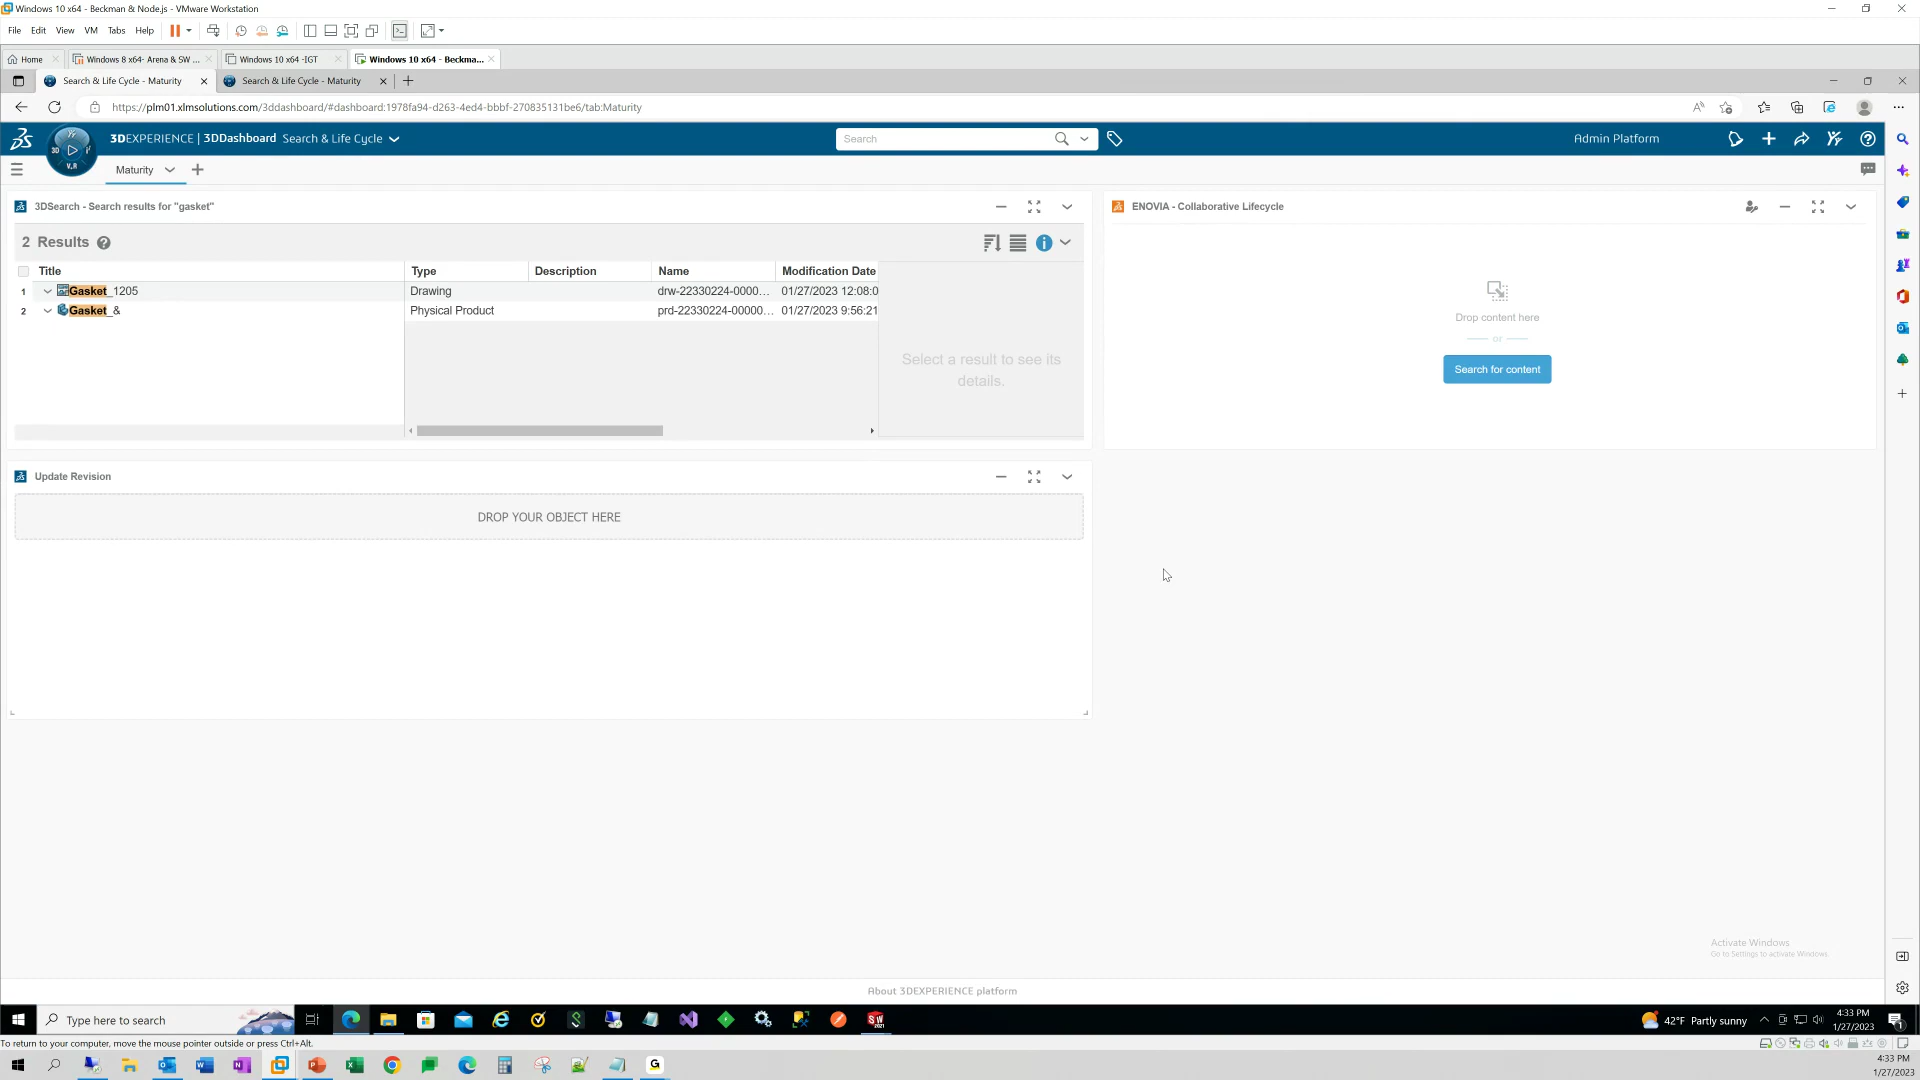 Windows 10 x64 - Beckman & Node.js - VMware Workstation
File Edit View VM Tabs Help
Home Windows 8 x64- Arena & SW ... Windows 10 x64 -IGT Windows 10 x64 - Beckma...
Search & Life Cycle - Maturity Search & Life Cycle - Maturity
https://plm01.xlmsolutions.com/3ddashboard/#dashboard:1978fa94-d263-4ed4-bbbf-270835131be6/tab:Maturity
3DEXPERIENCE | 3DDashboard Search & Life Cycle Search Admin Platform
3D V.R
Maturity
3DSearch - Search results for "gasket"
2 Results
Title Type Description Name Modification Date
1 Gasket_1205 Drawing drw-22330224-0000... 01/27/2023 12:08:0
2 Gasket_& Physical Product prd-22330224-00000... 01/27/2023 9:56:21
Select a result to see its
details.
ENOVIA - Collaborative Lifecycle
Drop content here
or
Search for content
Update Revision
DROP YOUR OBJECT HERE
Activate Windows
Go to Settings to activate Windows.
About 3DEXPERIENCE platform
Type here to search
42°F Partly sunny
4:33 PM
1/27/2023
To return to your computer, move the mouse pointer outside or press Ctrl+Alt.
4:33 PM
1/27/2023